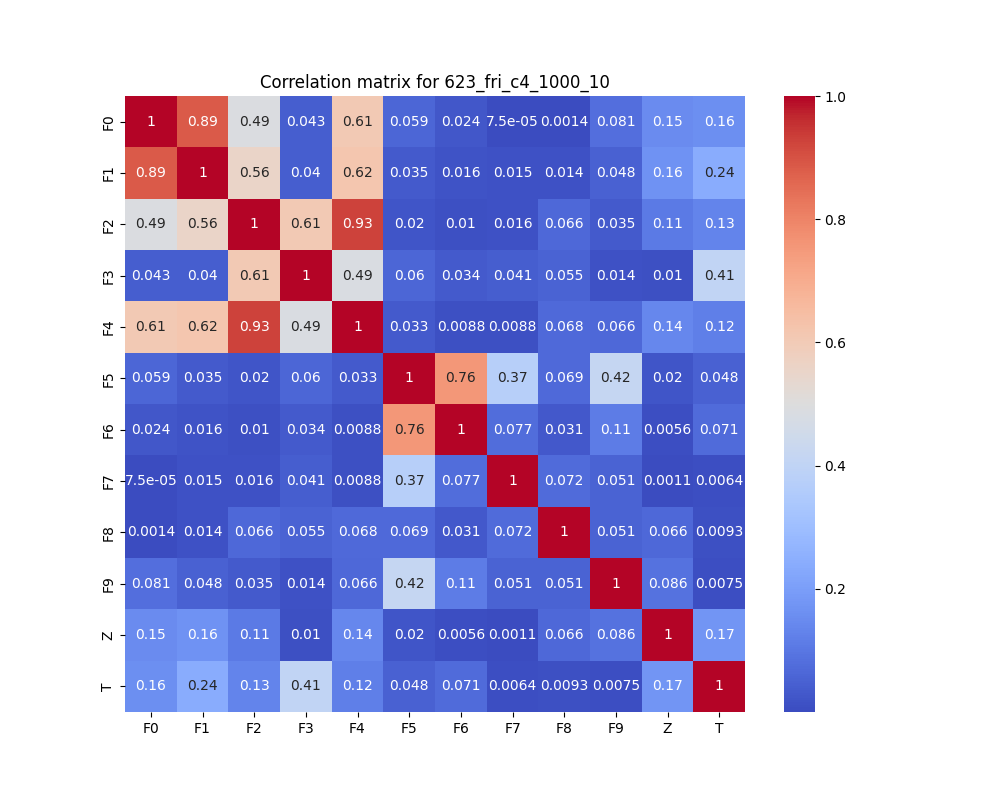 Correlation matrix for 623_fri_c4_1000_10
F0 1 0.89 0.49 0.043 0.61 0.059 0.024 7.5e-05 0.0014 0.081 0.15 0.16
F1 0.89 1 0.56 0.04 0.62 0.035 0.016 0.015 0.014 0.048 0.16 0.24
F2 0.49 0.56 1 0.61 0.93 0.02 0.01 0.016 0.066 0.035 0.11 0.13
F3 0.043 0.04 0.61 1 0.49 0.06 0.034 0.041 0.055 0.014 0.01 0.41
F4 0.61 0.62 0.93 0.49 1 0.033 0.0088 0.0088 0.068 0.066 0.14 0.12
F5 0.059 0.035 0.02 0.06 0.033 1 0.76 0.37 0.069 0.42 0.02 0.048
F6 0.024 0.016 0.01 0.034 0.0088 0.76 1 0.077 0.031 0.11 0.0056 0.071
F7 7.5e-05 0.015 0.016 0.041 0.0088 0.37 0.077 1 0.072 0.051 0.0011 0.0064
F8 0.0014 0.014 0.066 0.055 0.068 0.069 0.031 0.072 1 0.051 0.066 0.0093
F9 0.081 0.048 0.035 0.014 0.066 0.42 0.11 0.051 0.051 1 0.086 0.0075
Z 0.15 0.16 0.11 0.01 0.14 0.02 0.0056 0.0011 0.066 0.086 1 0.17
T 0.16 0.24 0.13 0.41 0.12 0.048 0.071 0.0064 0.0093 0.0075 0.17 1
F0 F1 F2 F3 F4 F5 F6 F7 F8 F9 Z T
1.0
0.8
0.6
0.4
0.2